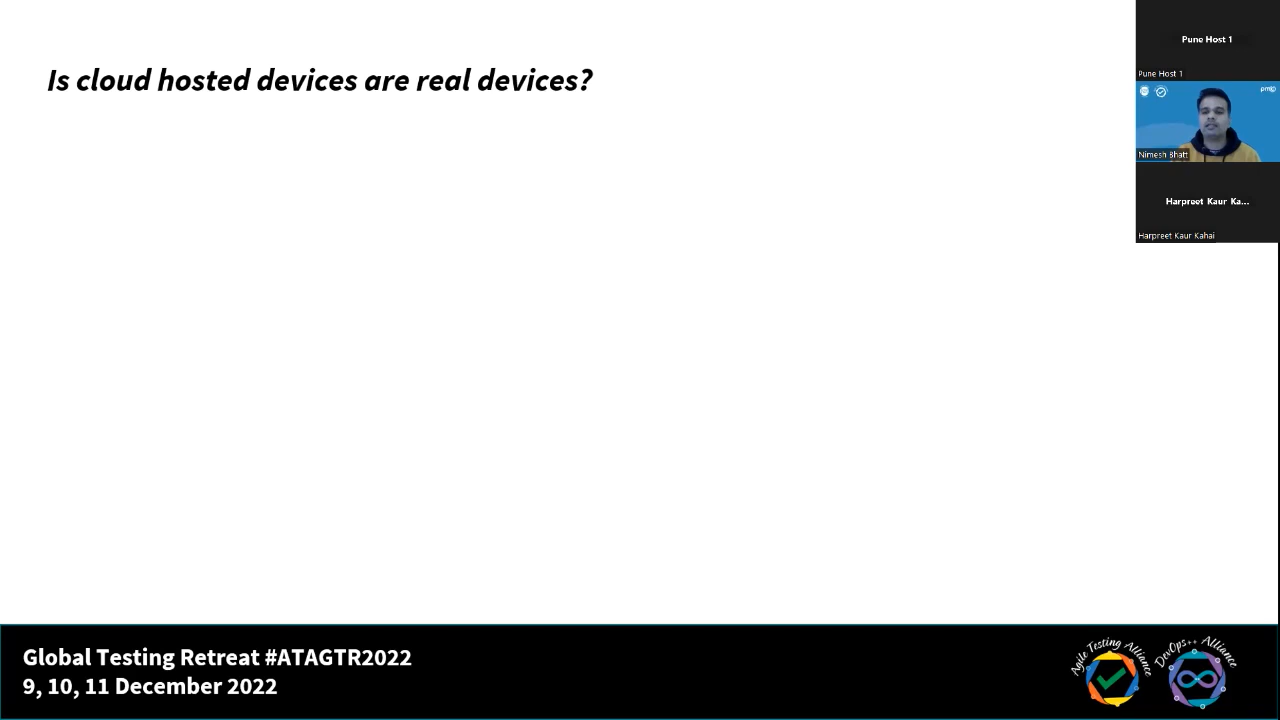 Is cloud hosted devices are real devices?
Pune Host 1
Pune Host 1
pmi
Nimesh Bhatt
Harpreet Kaur Ka...
Harpreet Kaur Kahai
Global Testing Retreat #ATAGTR2022
9, 10, 11 December 2022
Agile Testing Alliance
DevOps++ Alliance